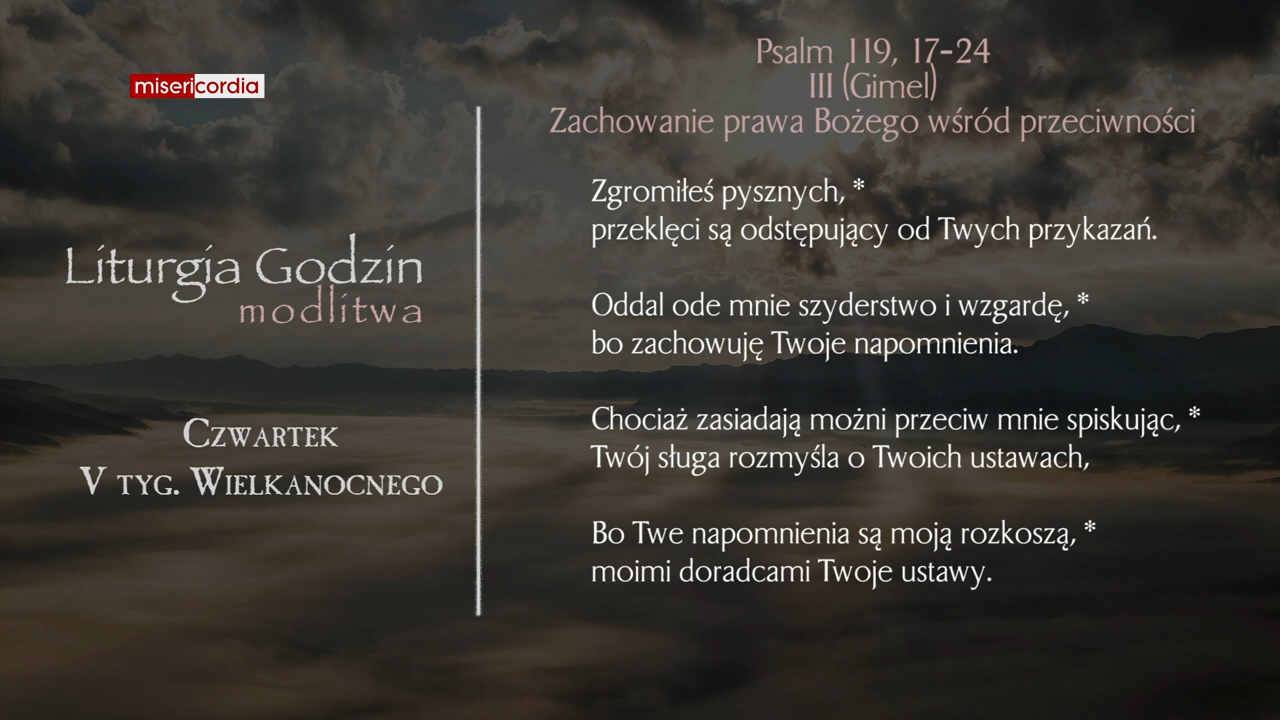 misericordia
Liturgia Godzin
modlitwa
Czwartek
V tyg. Wielkanocnego
Psalm 119, 17-24
III (Gimel)
Zachowanie prawa Bożego wśród przeciwności
Zgromiłeś pysznych, *
przeklęci są odstępujący od Twych przykazań.
Oddal ode mnie szyderstwo i wzgardę, *
bo zachowuję Twoje napomnienia.
Chociaż zasiadają możni przeciw mnie spiskując, *
Twój sługa rozmyśla o Twoich ustawach,
Bo Twe napomnienia są moją rozkoszą, *
moimi doradcami Twoje ustawy.